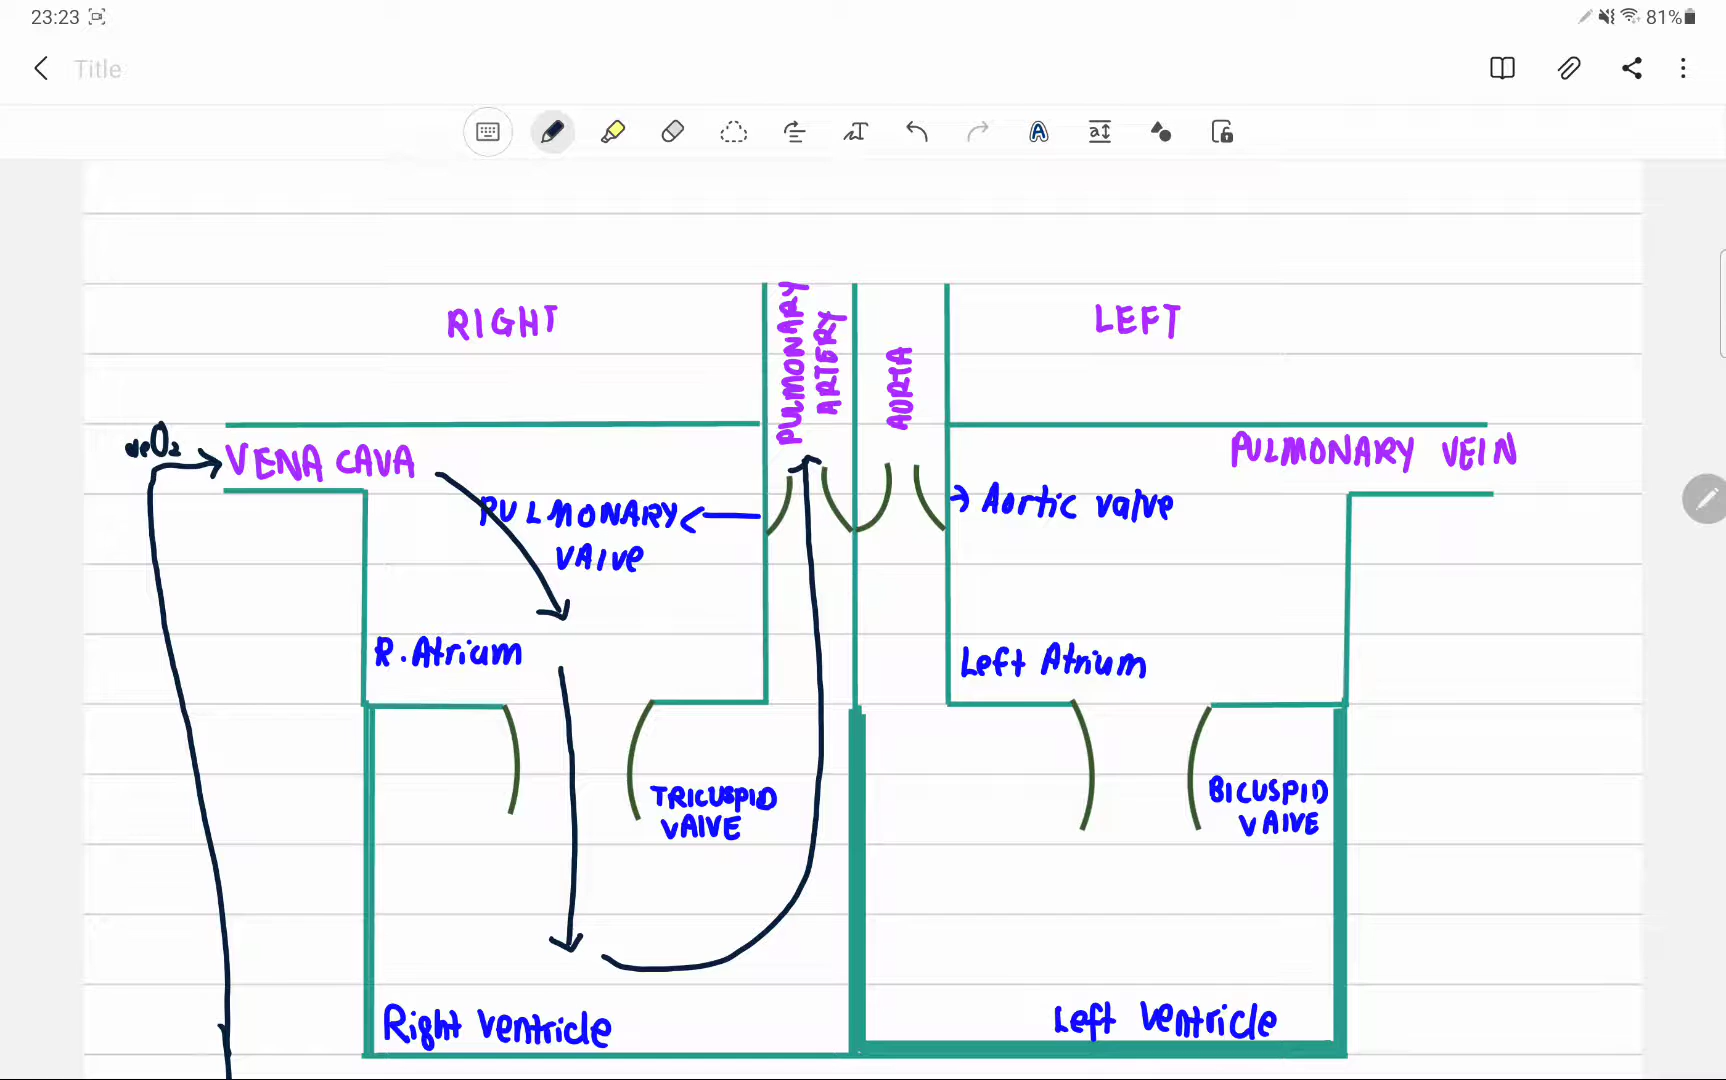 23:23
81%
Title
RIGHT
LEFT
PULMONARY
ARTERY
AORTA
VENA CAVA
PULMONARY VEIN
PULMONARY
VAlVe
Aortic valve
R.Atrium
Left Atrium
TRICUSPID
VAlVE
BICUSPID
VAlVE
Right Ventricle
Left Ventricle